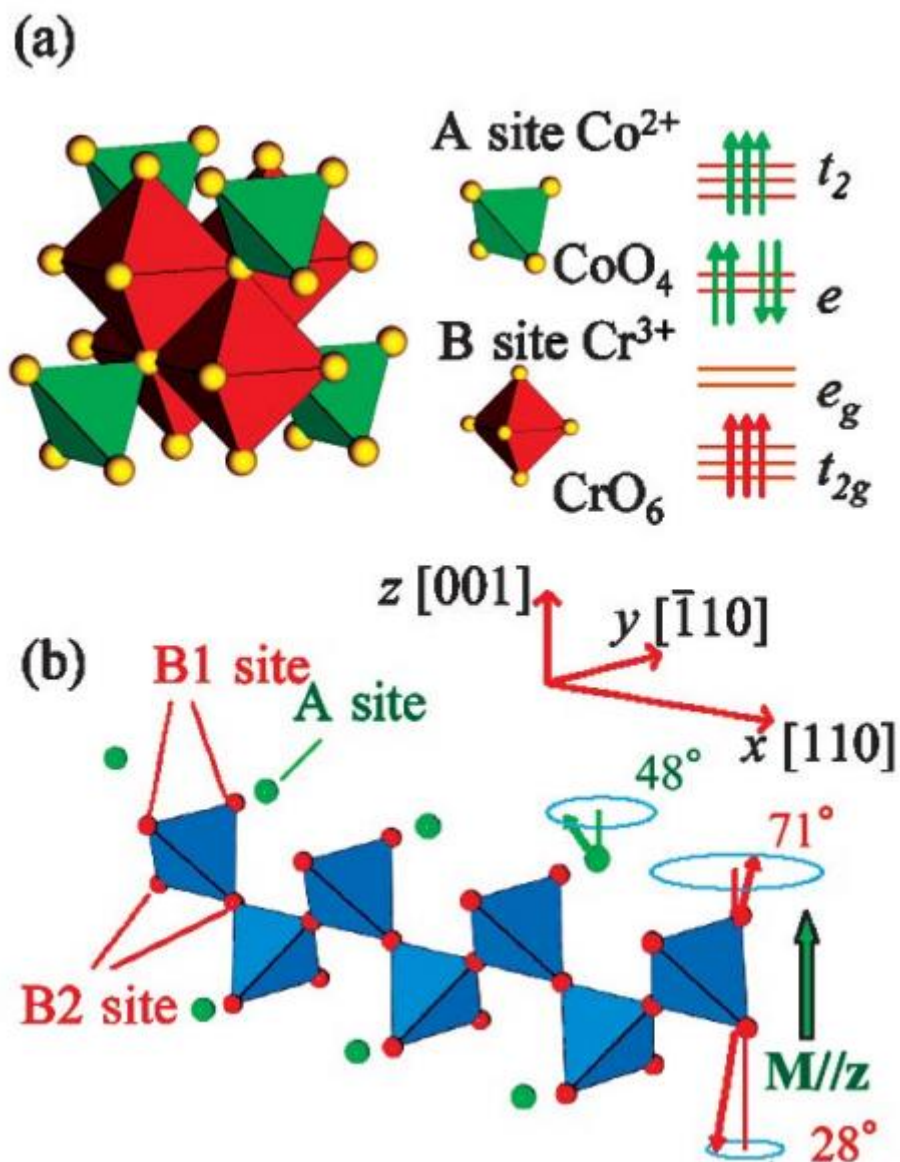 (a)
A site Co²⁺
t₂
CoO₄
e
B site Cr³⁺
e_g
CrO₆
t₂g
z [001]
y [1̄10]
x [110]
(b)
B1 site
A site
48°
71°
B2 site
M//z
28°